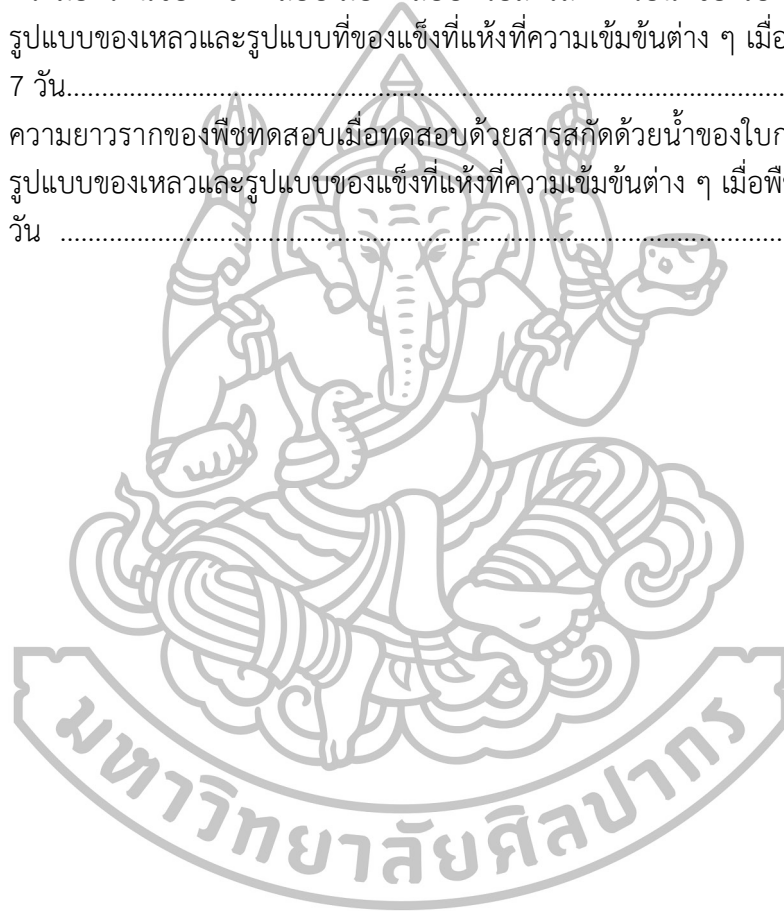 รูปแบบของเหลวและรูปแบบที่ของแข็งที่แห้งที่ความเข้มข้นต่าง ๆ เมื่อ
7 วัน
ความยาวรากของพืชทดสอบเมื่อทดสอบด้วยสารสกัดด้วยน้ำของ
รูปแบบของเหลวและรูปแบบของแข็งที่แห้งที่ความเข้มข้นต่าง ๆ
วัน
มหาวิทยาลัยศิลปากร